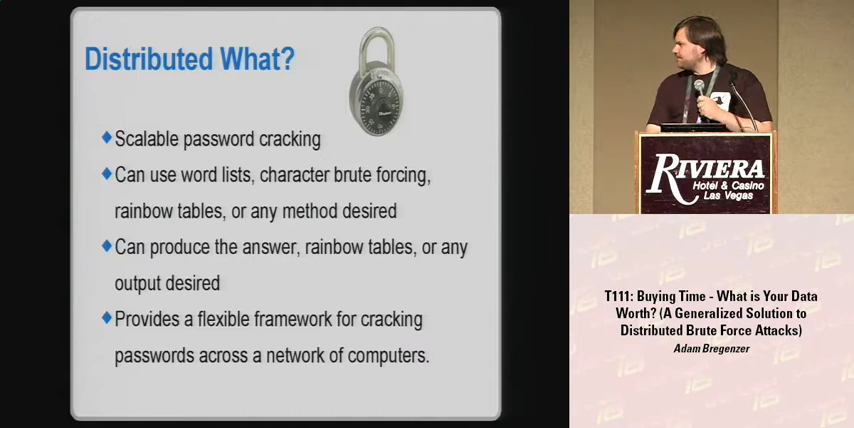 Distributed What?
Scalable password cracking
Can use word lists, character brute forcing,
rainbow tables, or any method desired
Can produce the answer, rainbow tables, or any
output desired
Provides a flexible framework for cracking
passwords across a network of computers.
RIVIERA
Hotel & Casino
Las Vegas
T111: Buying Time - What is Your Data
Worth? (A Generalized Solution to
Distributed Brute Force Attacks)
Adam Bregenzer